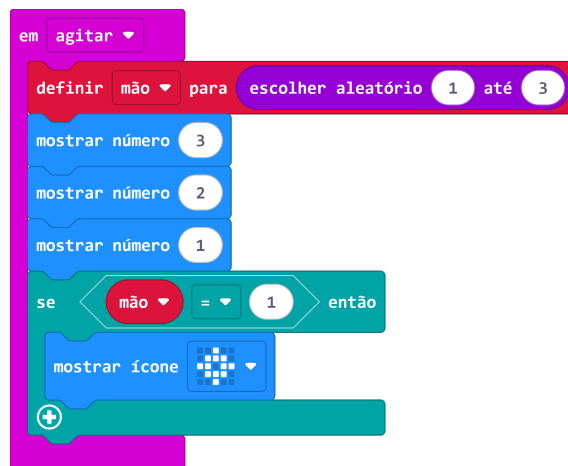 em agitar
definir mão para escolher aleatório 1 até 3
mostrar número 3
mostrar número 2
mostrar número 1
se mão = 1 então
mostrar ícone